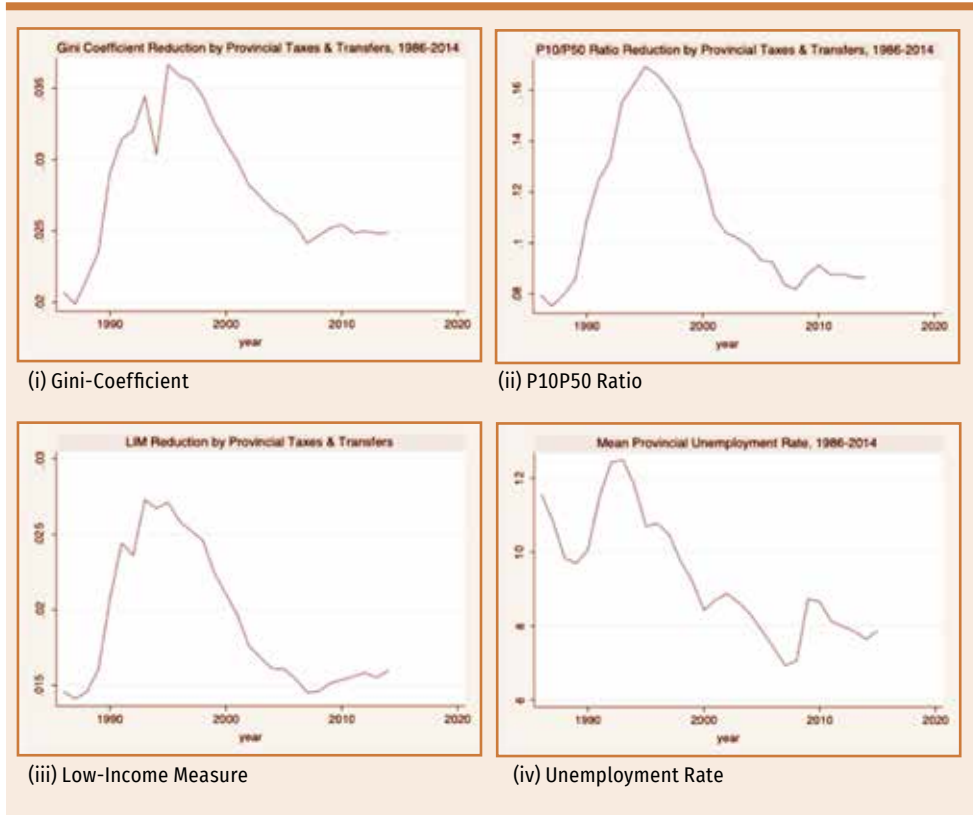 Gini Coefficient Reduction by Provincial Taxes & Transfers, 1986-2014
.035
.03
.025
.02
1990
2000
2010
2020
year
(i) Gini-Coefficient
P10/P50 Ratio Reduction by Provincial Taxes & Transfers, 1986-2014
.16
.14
.12
.1
.08
1990
2000
2010
2020
year
(ii) P10P50 Ratio
LIM Reduction by Provincial Taxes & Transfers
.03
.025
.02
.015
1990
2000
2010
2020
year
(iii) Low-Income Measure
Mean Provincial Unemployment Rate, 1986-2014
12
10
8
6
1990
2000
2010
2020
year
(iv) Unemployment Rate